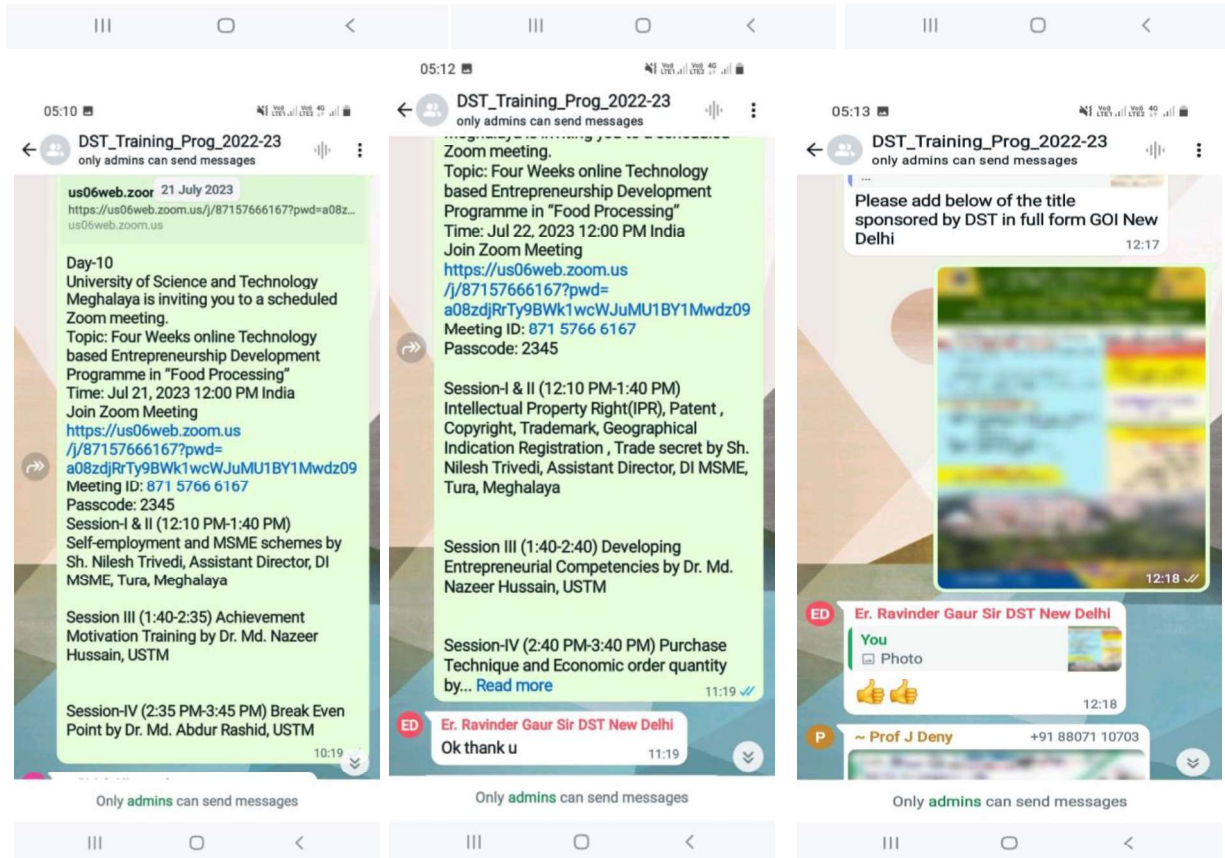 05:10
DST_Training_Prog_2022-23
only admins can send messages
us06web.zoor
21 July 2023
https://us06web.zoom.us/j/87157666167?pwd=a08z...
us06web.zoom.us
Day-10
University of Science and Technology
Meghalaya is inviting you to a scheduled
Zoom meeting.
Topic: Four Weeks online Technology
based Entrepreneurship Development
Programme in “Food Processing”
Time: Jul 21, 2023 12:00 PM India
Join Zoom Meeting
https://us06web.zoom.us
/j/87157666167?pwd=
a08zdjRrTy9BWk1wcWJuMU1BY1Mwdz09
Meeting ID: 871 5766 6167
Passcode: 2345
Session-I & II (12:10 PM-1:40 PM)
Self-employment and MSME schemes by
Sh. Nilesh Trivedi, Assistant Director, DI
MSME, Tura, Meghalaya
Session III (1:40-2:35) Achievement
Motivation Training by Dr. Md. Nazeer
Hussain, USTM
Session-IV (2:35 PM-3:45 PM) Break Even
Point by Dr. Md. Abdur Rashid, USTM
10:19
Only admins can send messages
05:12
DST_Training_Prog_2022-23
only admins can send messages
Meghalaya is inviting you to a scheduled
Zoom meeting.
Topic: Four Weeks online Technology
based Entrepreneurship Development
Programme in “Food Processing”
Time: Jul 22, 2023 12:00 PM India
Join Zoom Meeting
https://us06web.zoom.us
/j/87157666167?pwd=
a08zdjRrTy9BWk1wcWJuMU1BY1Mwdz09
Meeting ID: 871 5766 6167
Passcode: 2345
Session-I & II (12:10 PM-1:40 PM)
Intellectual Property Right(IPR), Patent ,
Copyright, Trademark, Geographical
Indication Registration , Trade secret by Sh.
Nilesh Trivedi, Assistant Director, DI MSME,
Tura, Meghalaya
Session III (1:40-2:40) Developing
Entrepreneurial Competencies by Dr. Md.
Nazeer Hussain, USTM
Session-IV (2:40 PM-3:40 PM) Purchase
Technique and Economic order quantity
by... Read more
11:19
ED
Er. Ravinder Gaur Sir DST New Delhi
Ok thank u
11:19
Only admins can send messages
05:13
DST_Training_Prog_2022-23
only admins can send messages
...
Please add below of the title
sponsored by DST in full form GOI New
Delhi
12:17
12:18
ED
Er. Ravinder Gaur Sir DST New Delhi
You
Photo
👍👍
12:18
P
~ Prof J Deny +91 88071 10703
Only admins can send messages